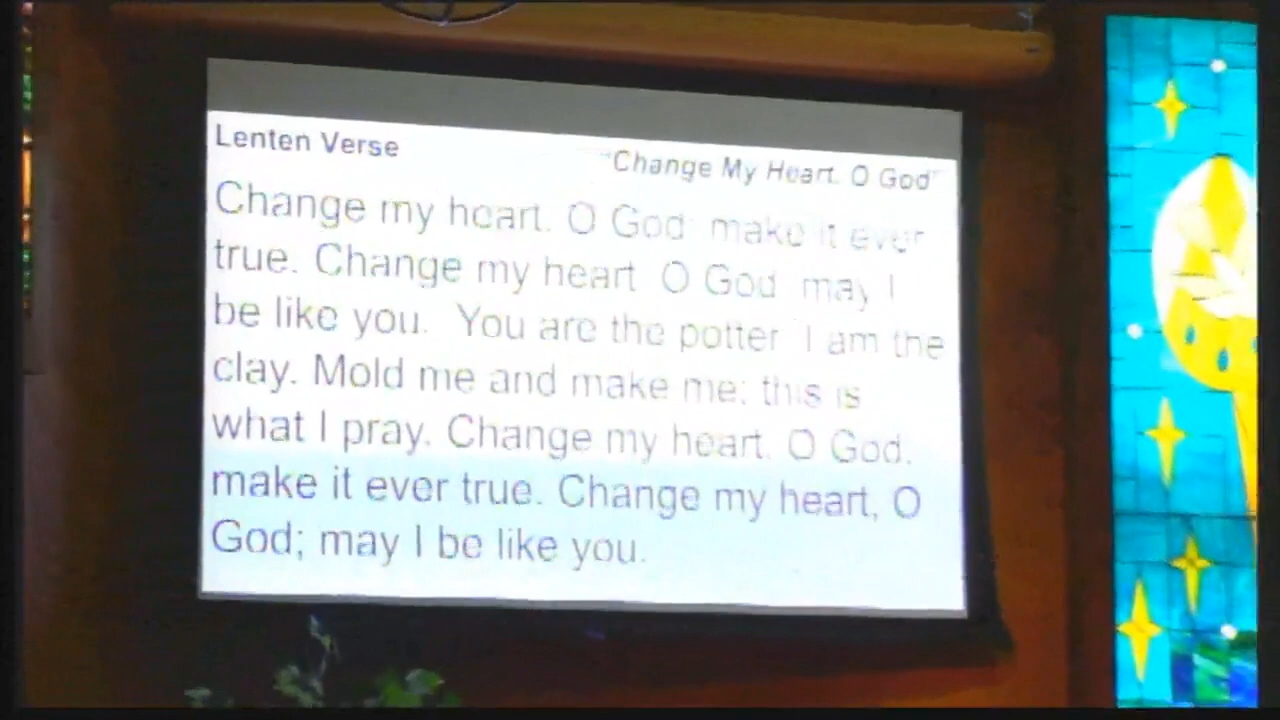 Lenten Verse
"Change My Heart, O God"
Change my heart, O God; make it ever
true. Change my heart, O God; may I
be like you. You are the potter, I am the
clay. Mold me and make me; this is
what I pray. Change my heart, O God,
make it ever true. Change my heart, O
God; may I be like you.